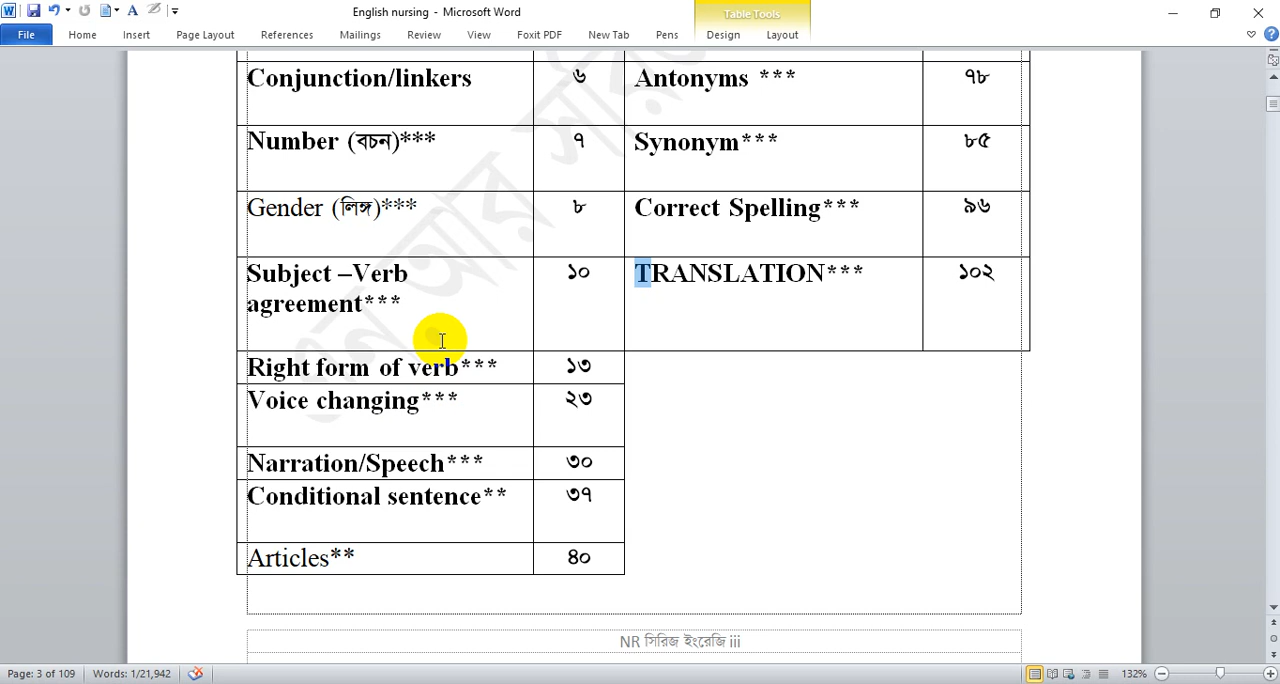 English nursing - Microsoft Word
Table Tools
File Home Insert Page Layout References Mailings Review View Foxit PDF New Tab Pens Design Layout
Conjunction/linkers ৬ Antonyms *** ৭৮
Number (বচন)*** ৭ Synonym*** ৮৫
Gender (লিঙ্গ)*** ৮ Correct Spelling*** ৯৬
Subject –Verb ১০ TRANSLATION*** ১০২
agreement***
Right form of verb*** ১৩
Voice changing*** ২৩
Narration/Speech*** ৩০
Conditional sentence** ৩৭
Articles** ৪০
NR সিরিজ ইংরেজি iii
Page: 3 of 109 Words: 1/21,942 132%